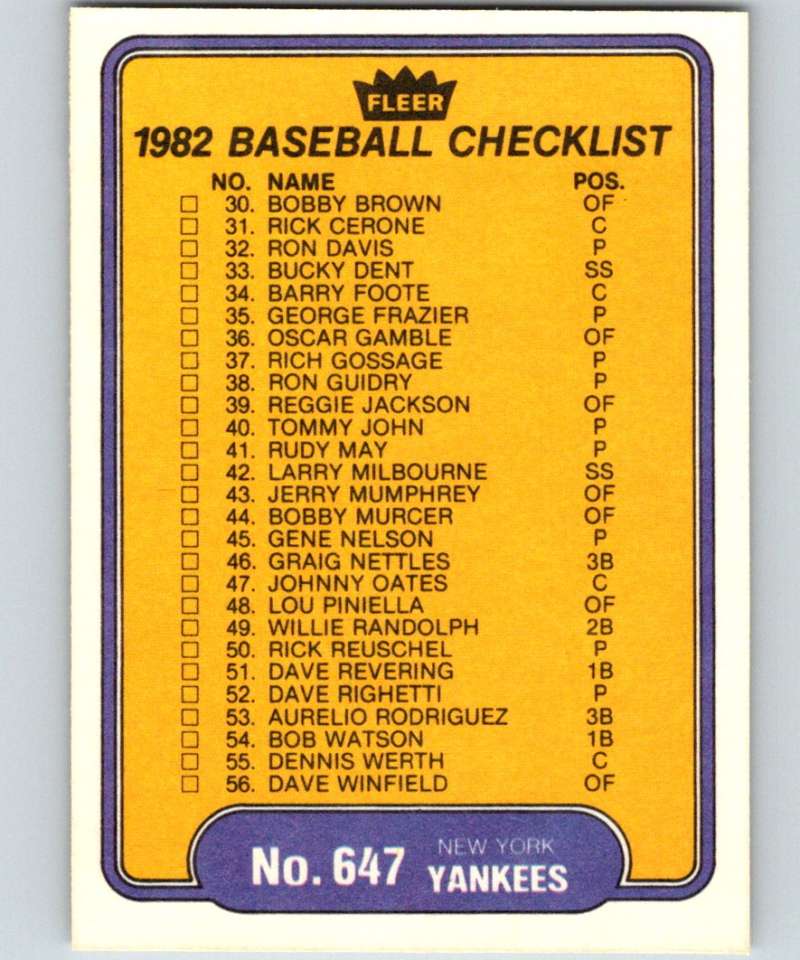 FLEER
1982 BASEBALL CHECKLIST
NO. NAME POS.
30. BOBBY BROWN OF
31. RICK CERONE C
32. RON DAVIS P
33. BUCKY DENT SS
34. BARRY FOOTE C
35. GEORGE FRAZIER P
36. OSCAR GAMBLE OF
37. RICH GOSSAGE P
38. RON GUIDRY P
39. REGGIE JACKSON OF
40. TOMMY JOHN P
41. RUDY MAY P
42. LARRY MILBOURNE SS
43. JERRY MUMPHREY OF
44. BOBBY MURCER OF
45. GENE NELSON P
46. GRAIG NETTLES 3B
47. JOHNNY OATES C
48. LOU PINIELLA OF
49. WILLIE RANDOLPH 2B
50. RICK REUSCHEL P
51. DAVE REVERING 1B
52. DAVE RIGHETTI P
53. AURELIO RODRIGUEZ 3B
54. BOB WATSON 1B
55. DENNIS WERTH C
56. DAVE WINFIELD OF
No. 647
NEW YORK
YANKEES